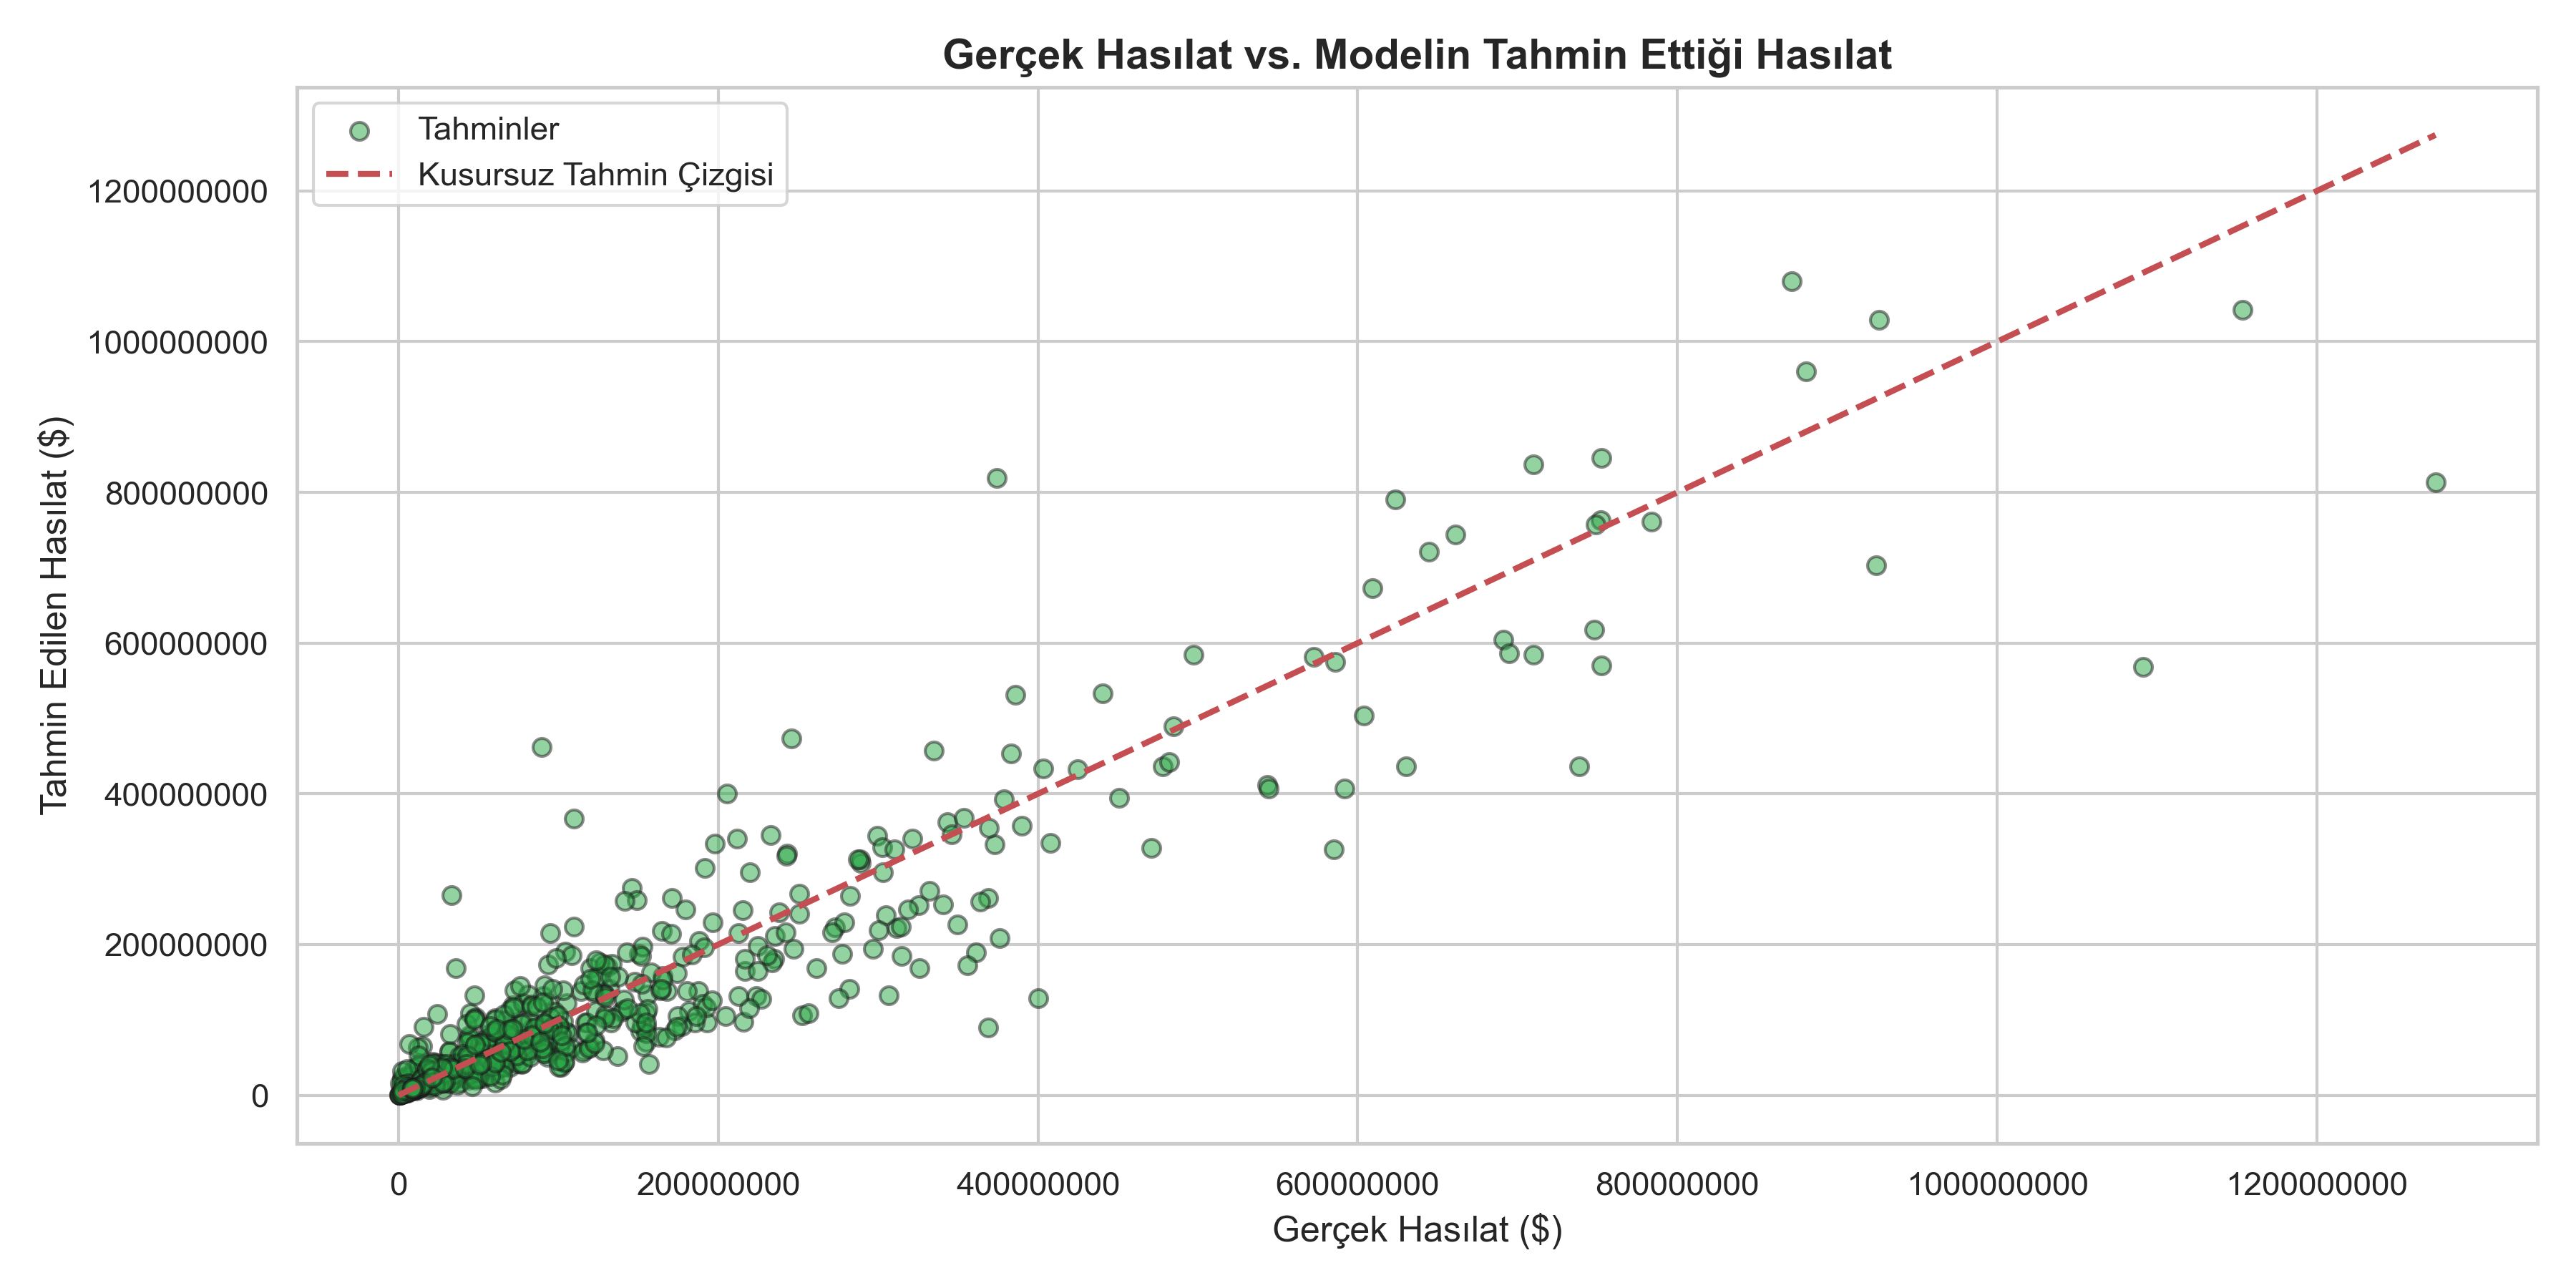 Gerçek Hasılat vs. Modelin Tahmin Ettiği Hasılat
Tahminler
Kusursuz Tahmin Çizgisi
Tahmin Edilen Hasılat ($)
1200000000
1000000000
800000000
600000000
400000000
200000000
0
0 200000000 400000000 600000000 800000000 1000000000 1200000000
Gerçek Hasılat ($)